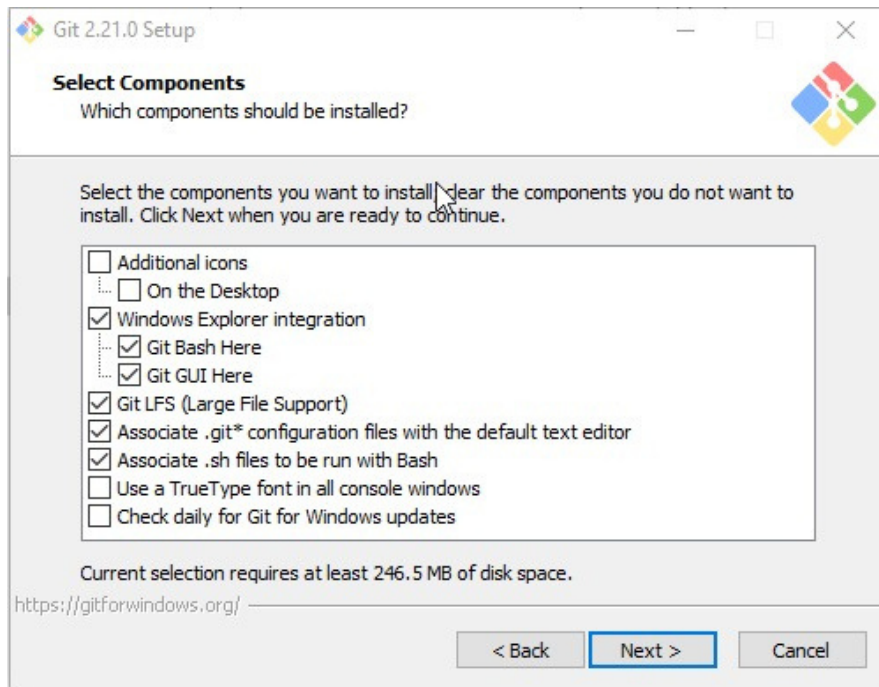 Git 2.21.0 Setup
Select Components
Which components should be installed?
Select the components you want to install; clear the components you do not want to
install. Click Next when you are ready to continue.
Additional icons
On the Desktop
Windows Explorer integration
Git Bash Here
Git GUI Here
Git LFS (Large File Support)
Associate .git* configuration files with the default text editor
Associate .sh files to be run with Bash
Use a TrueType font in all console windows
Check daily for Git for Windows updates
Current selection requires at least 246.5 MB of disk space.
https://gitforwindows.org/
< Back Next > Cancel